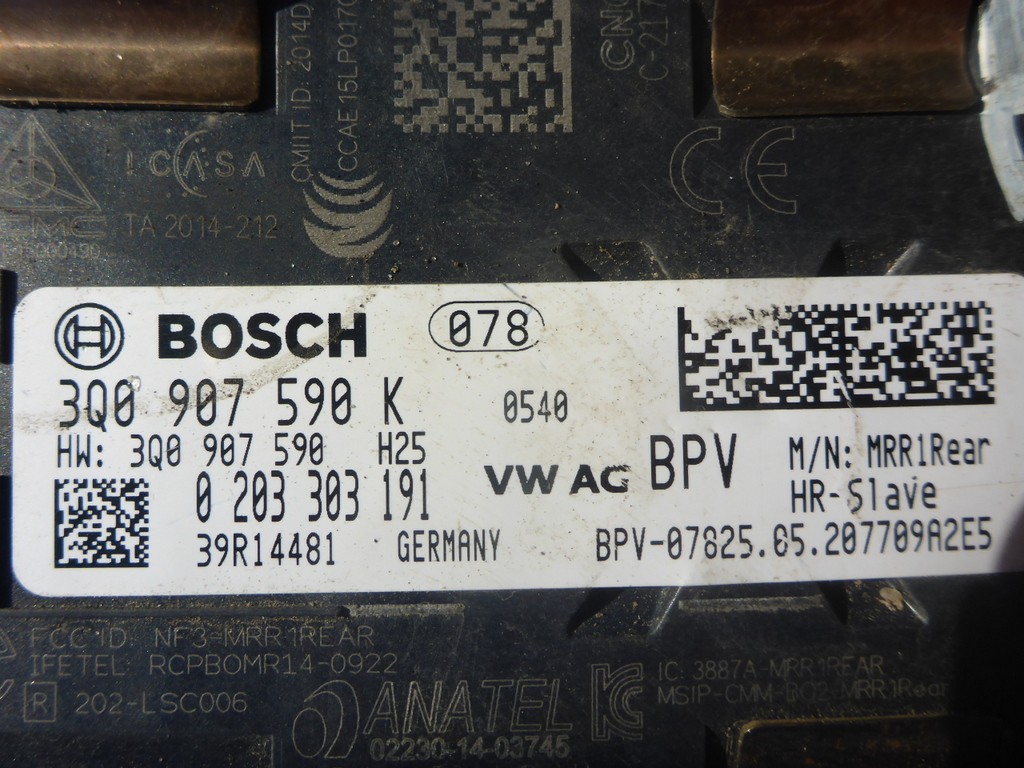 CMIT ID: 2014D
CCAE15LP0170
C-217
CE
ICASA
TA 2014-212
BOSCH
078
3Q0 907 590 K
0540
HW: 3Q0 907 590 H25
VW AG BPV
M/N: MRR1Rear
HR-Slave
0 203 303 191
39R14481 GERMANY
BPV-07825.05.207709A2E5
FCC ID: NF3-MRR1REAR
IFETEL: RCPBOMR14-0922
R 202-LSC006
ANATEL
02230-14-03745
IC: 3887A-MRR1REAR
MSIP-CMM-BO2-MRR1Rear